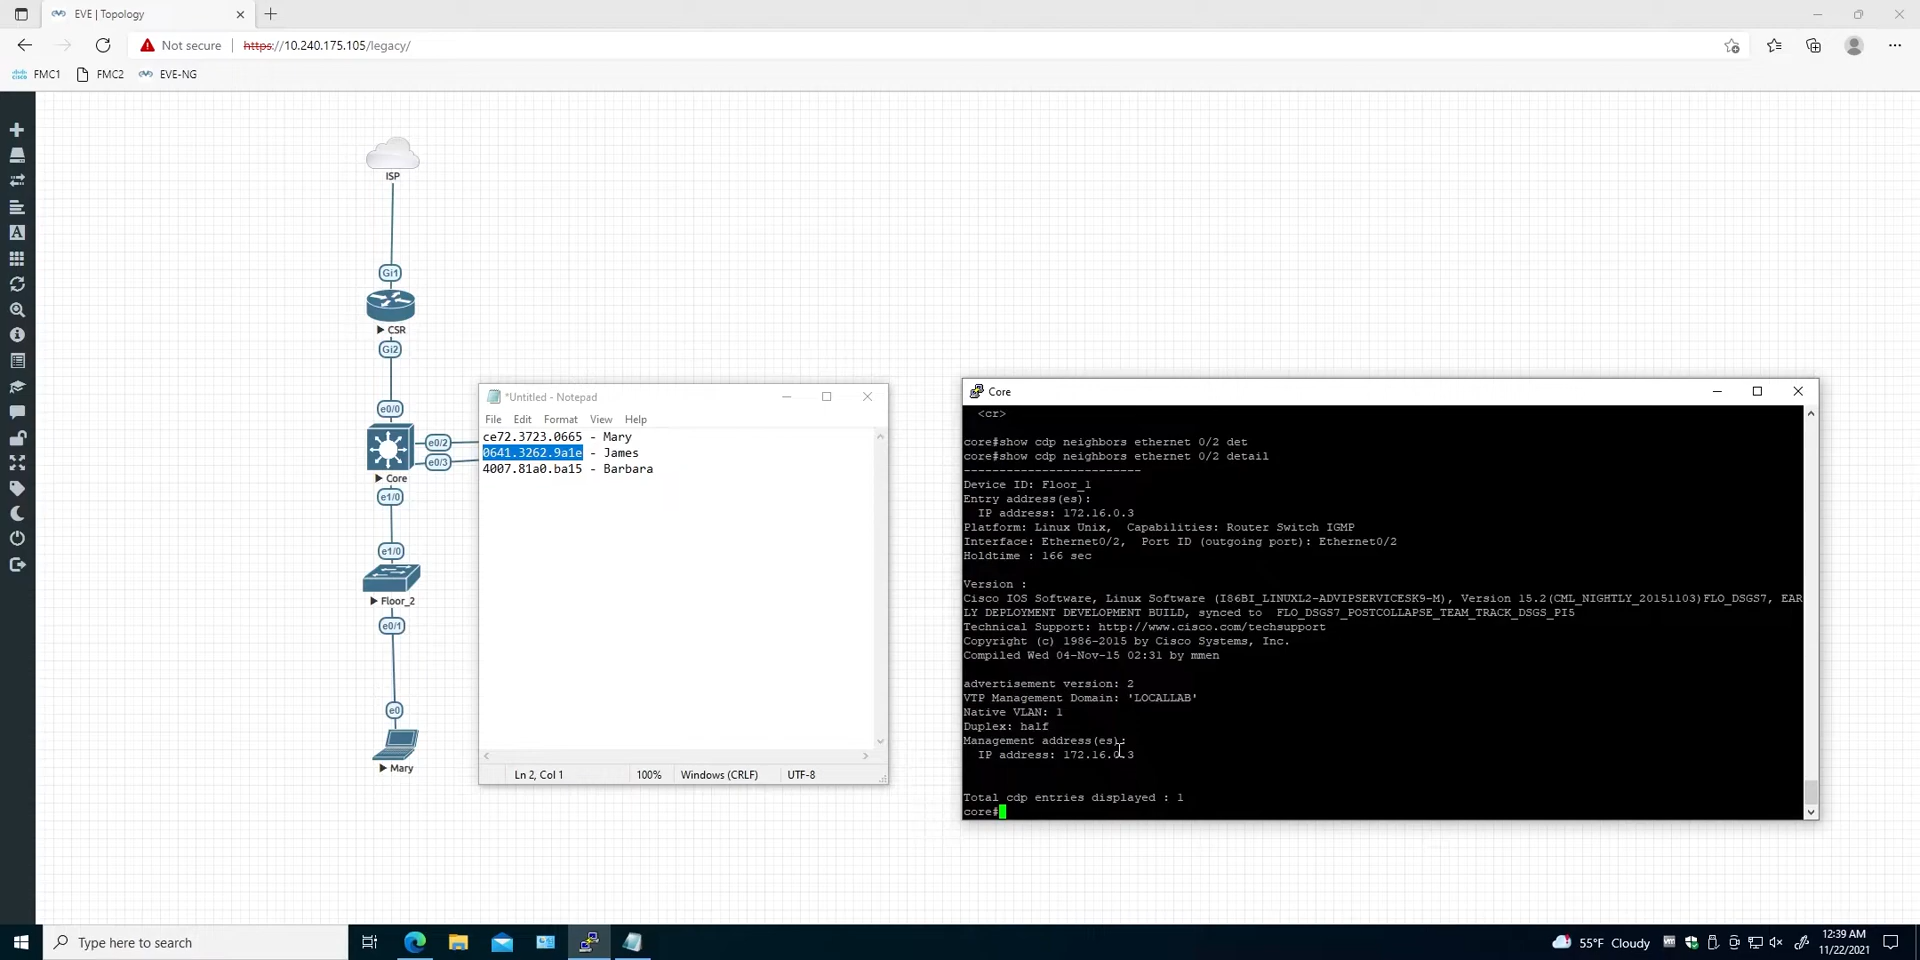 EVE | Topology
Not secure
https://10.240.175.105/legacy/
FMC1
FMC2
EVE-NG
ISP
Gi1
CSR
Gi2
e0/0
e0/2
e0/3
Core
e1/0
e1/0
Floor_2
e0/1
e0
Mary
*Untitled - Notepad
File Edit Format View Help
ce72.3723.0665 - Mary
0641.3262.9a1e - James
4007.81a0.ba15 - Barbara
Ln 2, Col 1
100%
Windows (CRLF)
UTF-8
Core
<cr>
core#show cdp neighbors ethernet 0/2 det
core#show cdp neighbors ethernet 0/2 detail
-------------------------
Device ID: Floor_1
Entry address(es):
IP address: 172.16.0.3
Platform: Linux Unix, Capabilities: Router Switch IGMP
Interface: Ethernet0/2, Port ID (outgoing port): Ethernet0/2
Holdtime : 166 sec
Version :
Cisco IOS Software, Linux Software (I86BI_LINUXL2-ADVIPSERVICESK9-M), Version 15.2(CML_NIGHTLY_20151103)FLO_DSGS7, EAR
LY DEPLOYMENT DEVELOPMENT BUILD, synced to FLO_DSGS7_POSTCOLLAPSE_TEAM_TRACK_DSGS_PI5
Technical Support: http://www.cisco.com/techsupport
Copyright (c) 1986-2015 by Cisco Systems, Inc.
Compiled Wed 04-Nov-15 02:31 by mmen
advertisement version: 2
VTP Management Domain: 'LOCALLAB'
Native VLAN: 1
Duplex: half
Management address(es):
IP address: 172.16.0.3
Total cdp entries displayed : 1
core#
Type here to search
55°F Cloudy
12:39 AM
11/22/2021